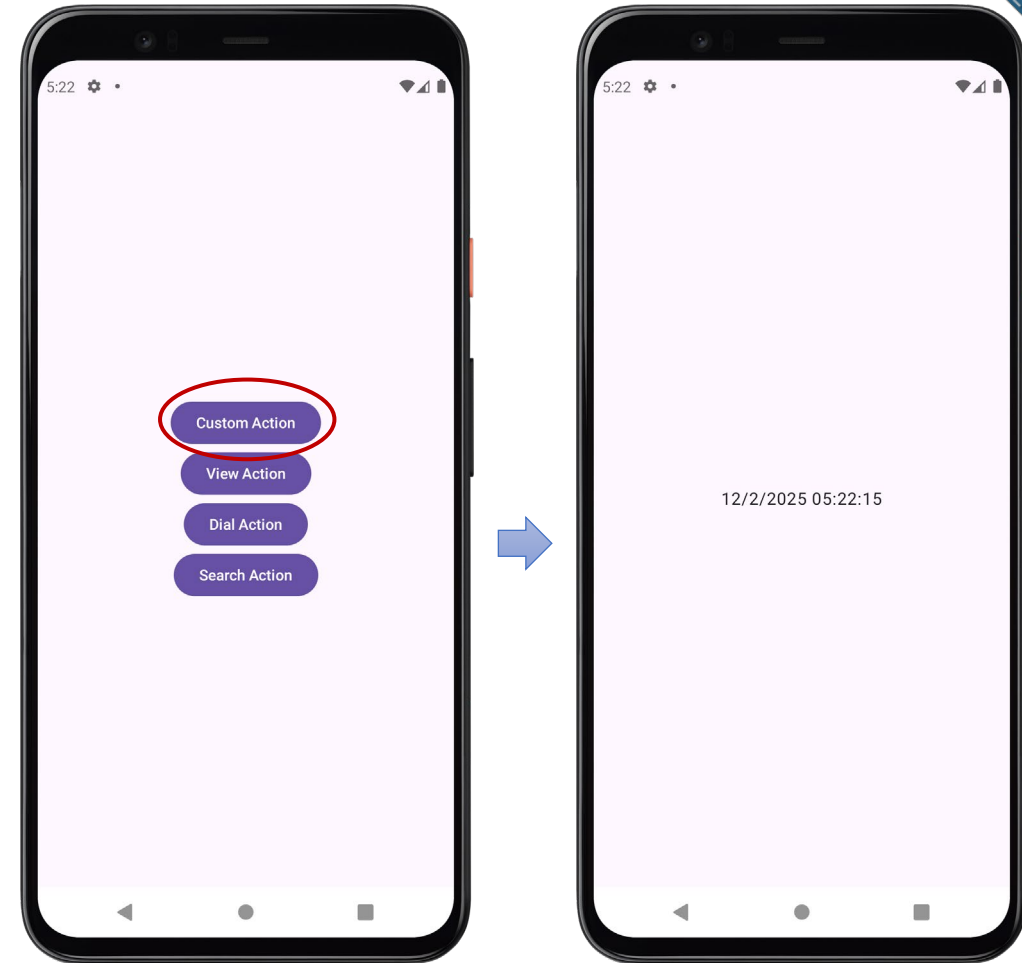 5:22
Custom Action
View Action
Dial Action
Search Action
5:22
12/2/2025 05:22:15